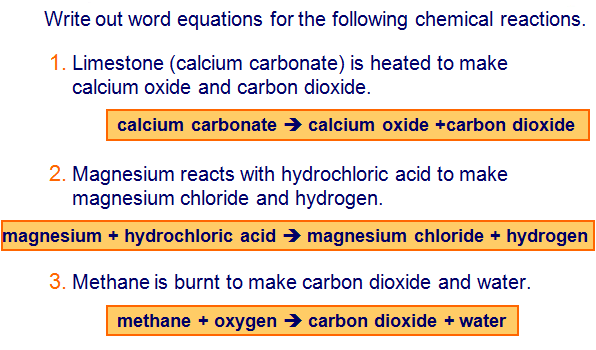 Write out word equations for the following chemical reactions.
1. Limestone (calcium carbonate) is heated to make
calcium oxide and carbon dioxide.
calcium carbonate ➔ calcium oxide +carbon dioxide
2. Magnesium reacts with hydrochloric acid to make
magnesium chloride and hydrogen.
magnesium + hydrochloric acid ➔ magnesium chloride + hydrogen
3. Methane is burnt to make carbon dioxide and water.
methane + oxygen ➔ carbon dioxide + water